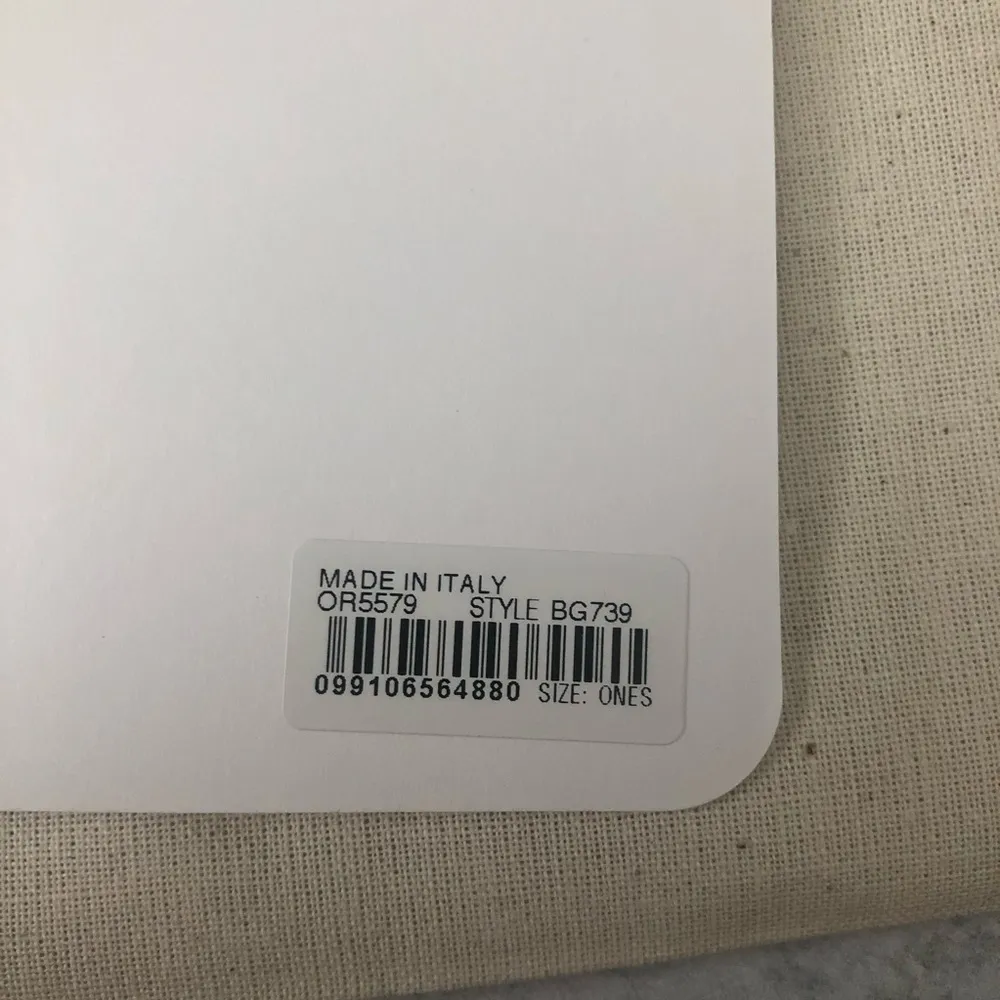 MADE IN ITALY
OR5579 STYLE BG739
099106564880 SIZE: ONES